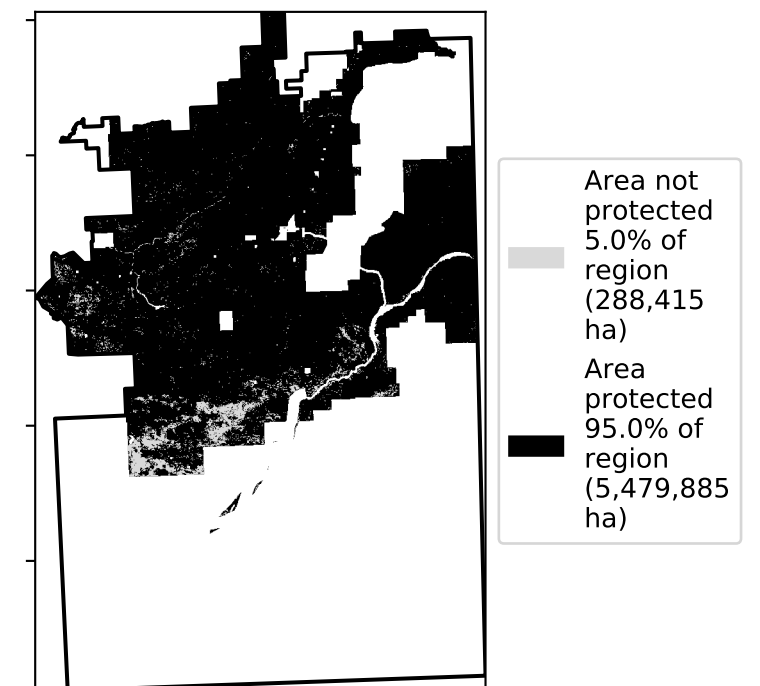 Area not
protected
5.0% of
region
(288,415
ha)
Area
protected
95.0% of
region
(5,479,885
ha)